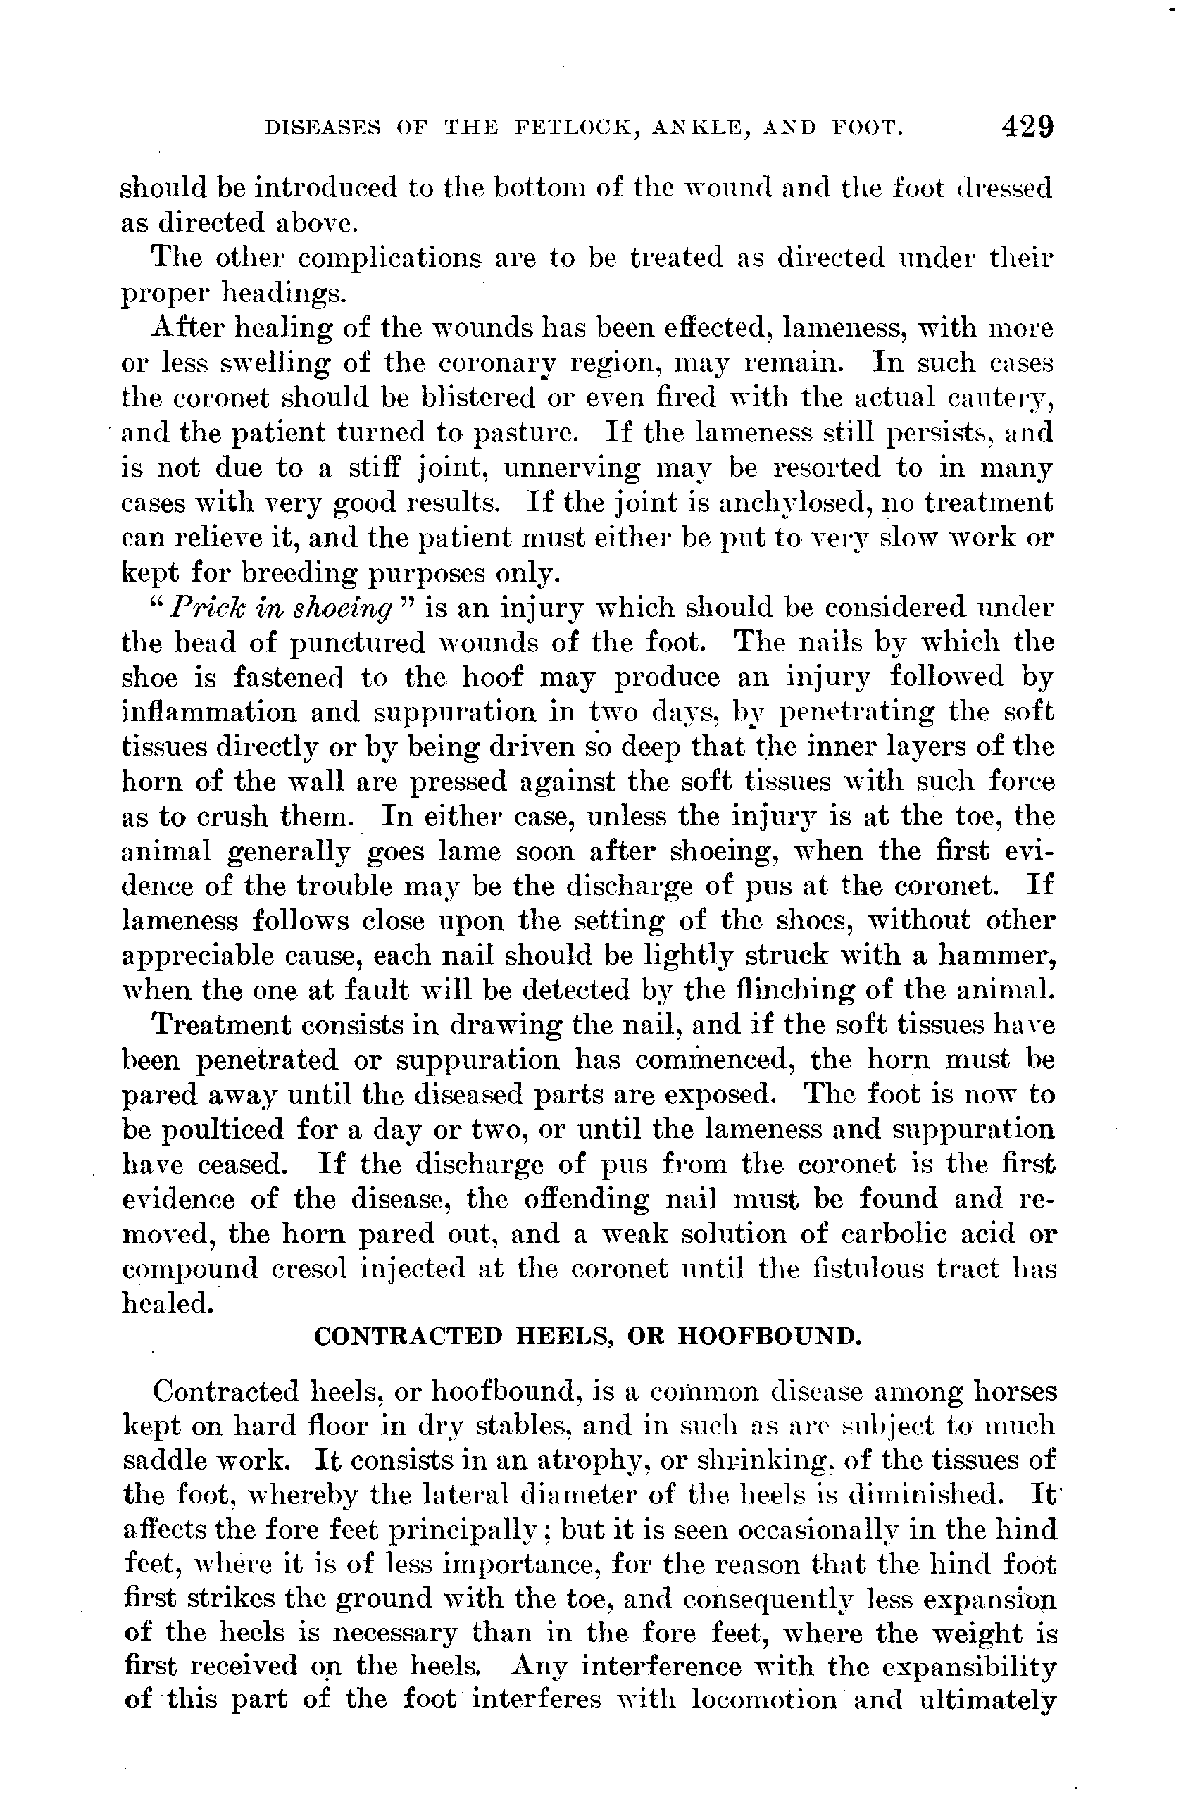 DISEASES OF THE FETLOCK, ANKLE, AND FOOT. 429
should be introduced to the bottom of the wound and the foot dressed
as directed above.
The other complications are to be treated as directed under their
proper headings.
After healing of the wounds has been effected, lameness, with more
or less swelling of the coronary region, may remain. In such cases
the coronet should be blistered or even fired with the actual cautery,
and the patient turned to pasture. If the lameness still persists, and
is not due to a stiff joint, unnerving may be resorted to in many
cases with very good results. If the joint is anchylosed, no treatment
can relieve it, and the patient must either be put to very slow work or
kept for breeding purposes only.
"Prick in shoeing" is an injury which should be considered under
the head of punctured wounds of the foot. The nails by which the
shoe is fastened to the hoof may produce an injury followed by
inflammation and suppuration in two days, by penetrating the soft
tissues directly or by being driven so deep that the inner layers of the
horn of the wall are pressed against the soft tissues with such force
as to crush them. In either case, unless the injury is at the toe, the
animal generally goes lame soon after shoeing, when the first evi-
dence of the trouble may be the discharge of pus at the coronet. If
lameness follows close upon the setting of the shoes, without other
appreciable cause, each nail should be lightly struck with a hammer,
when the one at fault will be detected by the flinching of the animal.
Treatment consists in drawing the nail, and if the soft tissues have
been penetrated or suppuration has commenced, the horn must be
pared away until the diseased parts are exposed. The foot is now to
be poulticed for a day or two, or until the lameness and suppuration
have ceased. If the discharge of pus from the coronet is the first
evidence of the disease, the offending nail must be found and re-
moved, the horn pared out, and a weak solution of carbolic acid or
compound cresol injected at the coronet until the fistulous tract has
healed.
CONTRACTED HEELS, OR HOOFBOUND.
Contracted heels, or hoofbound, is a common disease among horses
kept on hard floor in dry stables, and in such as are subject to much
saddle work. It consists in an atrophy, or shrinking, of the tissues of
the foot, whereby the lateral diameter of the heels is diminished. It
affects the fore feet principally; but it is seen occasionally in the hind
feet, where it is of less importance, for the reason that the hind foot
first strikes the ground with the toe, and consequently less expansion
of the heels is necessary than in the fore feet, where the weight is
first received on the heels. Any interference with the expansibility
of this part of the foot interferes with locomotion and ultimately